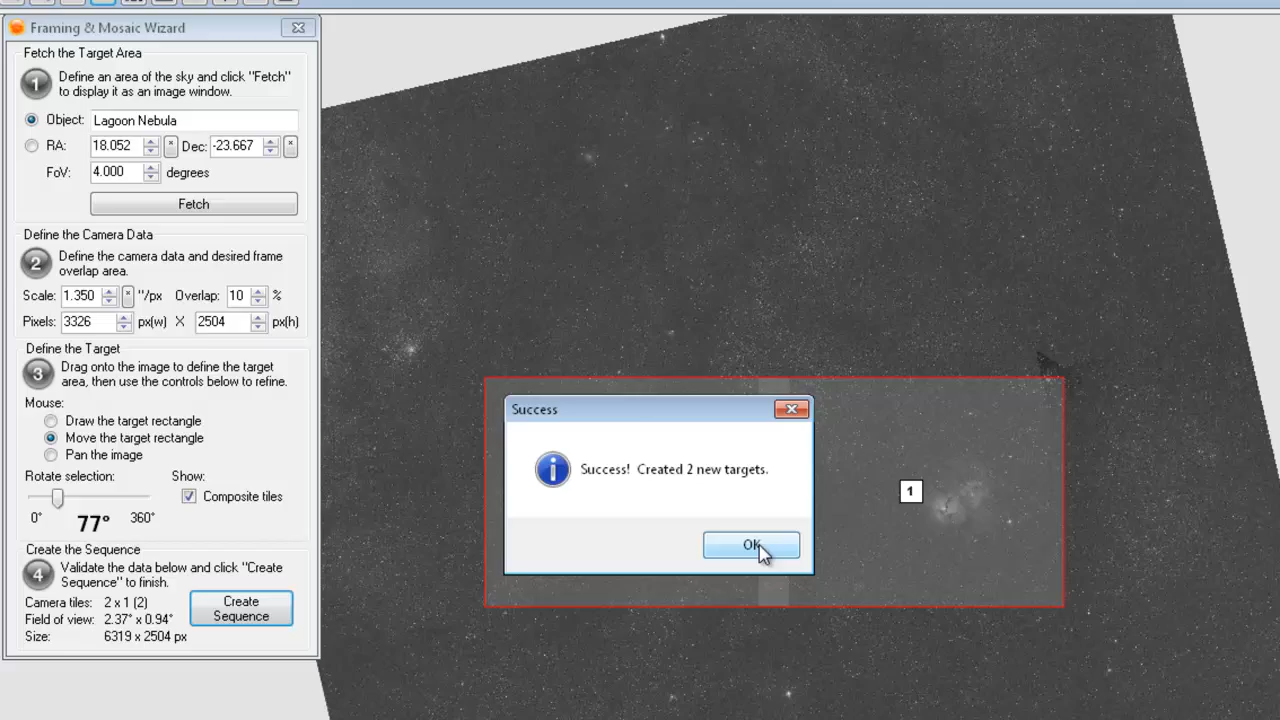 Framing & Mosaic Wizard
Fetch the Target Area
1
Define an area of the sky and click "Fetch"
to display it as an image window.
Object: Lagoon Nebula
RA: 18.052 * Dec: -23.667 *
FoV: 4.000 degrees
Fetch
Define the Camera Data
2
Define the camera data and desired frame
overlap area.
Scale: 1.350 * "/px Overlap: 10 %
Pixels: 3326 px(w) X 2504 px(h)
Define the Target
3
Drag onto the image to define the target
area, then use the controls below to refine.
Mouse:
Draw the target rectangle
Move the target rectangle
Pan the image
Rotate selection: Show:
Composite tiles
0° 77° 360°
Create the Sequence
4
Validate the data below and click "Create
Sequence" to finish.
Camera tiles: 2 x 1 (2)
Field of view: 2.37° x 0.94°
Size: 6319 x 2504 px
Create
Sequence
Success
Success! Created 2 new targets.
OK
1